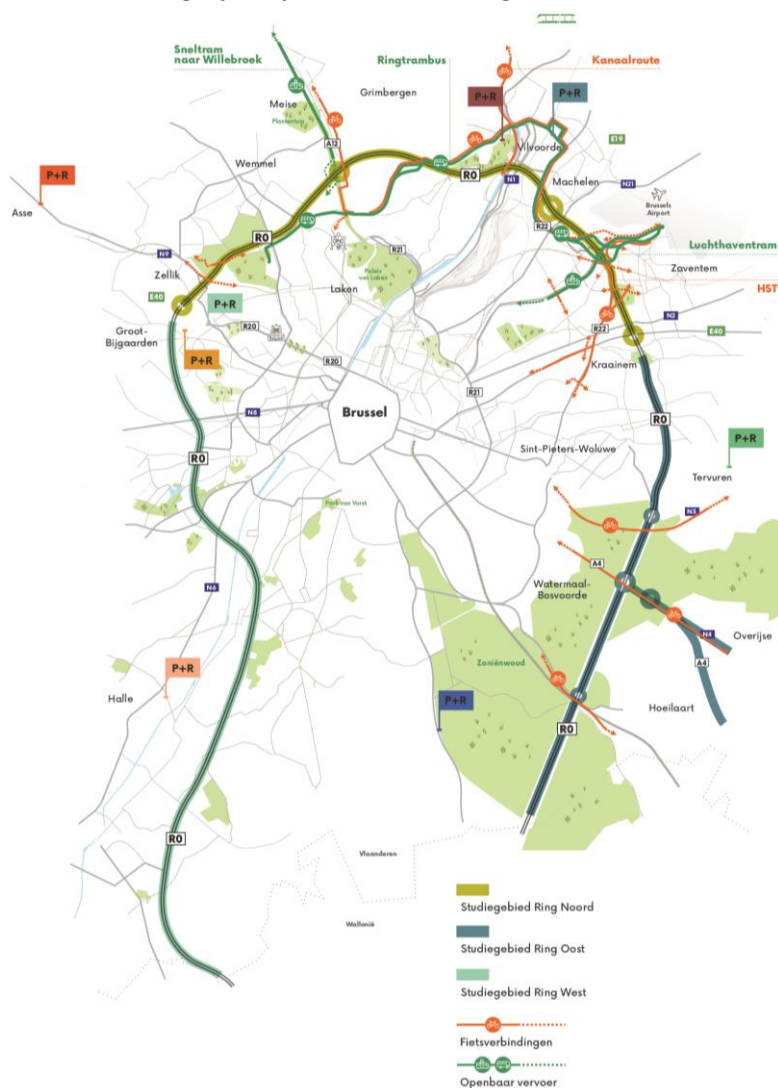 Sneltram
naar Willebroek
Ringtrambus
Kanaalroute
Grimbergen
Meise
Plantentuin
P+R
P+R
A12
Vilvoorde
E19
Wemmel
R0
N1
Machelen
N21
P+R
Brussels
Airport
Asse
R22
R0
R21
Luchthaventram
N9
Zellik
Paleis
van Laken
Zaventem
Laken
HST
E40
P+R
N2
Groot-
Bijgaarden
R20
R22
E40
P+R
R20
Kraainem
R21
Brussel
N8
R0
P+R
Sint-Pieters-Woluwe
R0
Tervuren
Park van Vorst
N3
A4
N6
Watermaal-
Bosvoorde
N4
Overijse
Zoniënwoud
A4
P+R
Halle
P+R
Hoeilaart
R0
R0
Vlaanderen
Wallonië
Studiegebied Ring Noord
Studiegebied Ring Oost
Studiegebied Ring West
Fietsverbindingen
Openbaar vervoer